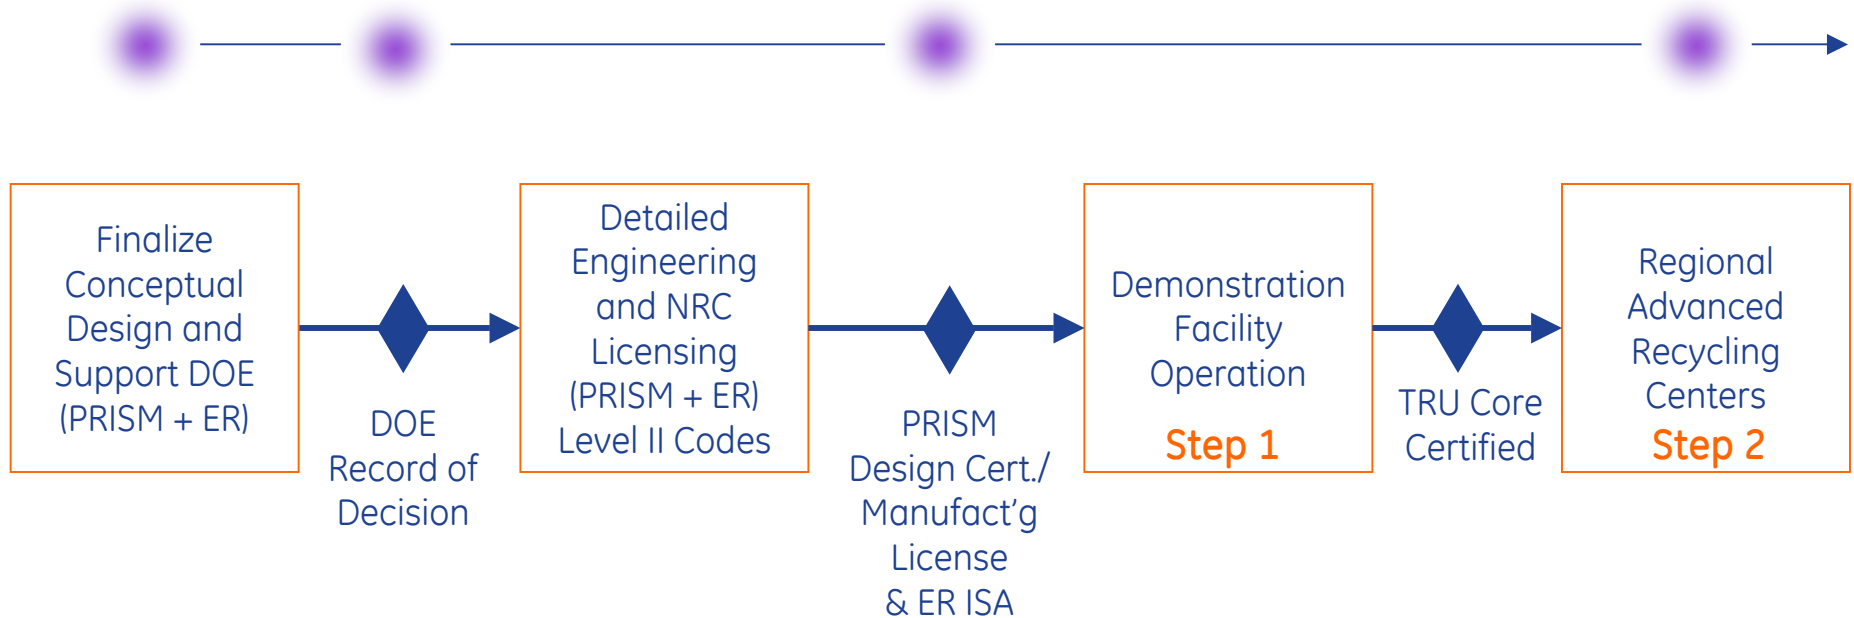 Finalize
Conceptual
Design and
Support DOE
(PRISM + ER)
DOE
Record of
Decision
Detailed
Engineering
and NRC
Licensing
(PRISM + ER)
Level II Codes
PRISM
Design Cert./
Manufact'g
License
& ER ISA
Demonstration
Facility
Operation
Step 1
TRU Core
Certified
Regional
Advanced
Recycling
Centers
Step 2